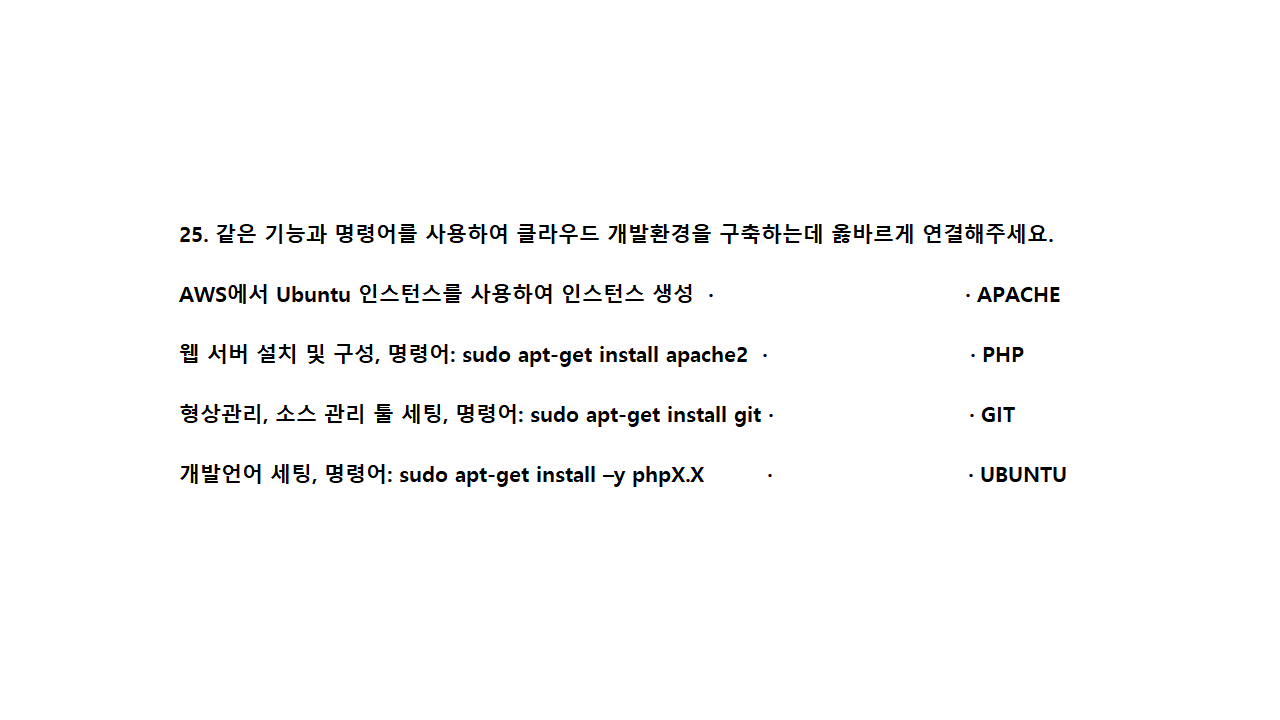 25. 같은 기능과 명령어를 사용하여 클라우드 개발환경을 구축하는데 옳바르게 연결해주세요.
AWS에서 Ubuntu 인스턴스를 사용하여 인스턴스 생성 · · APACHE
웹 서버 설치 및 구성, 명령어: sudo apt-get install apache2 · · PHP
형상관리, 소스 관리 툴 세팅, 명령어: sudo apt-get install git · · GIT
개발언어 세팅, 명령어: sudo apt-get install –y phpX.X · · UBUNTU